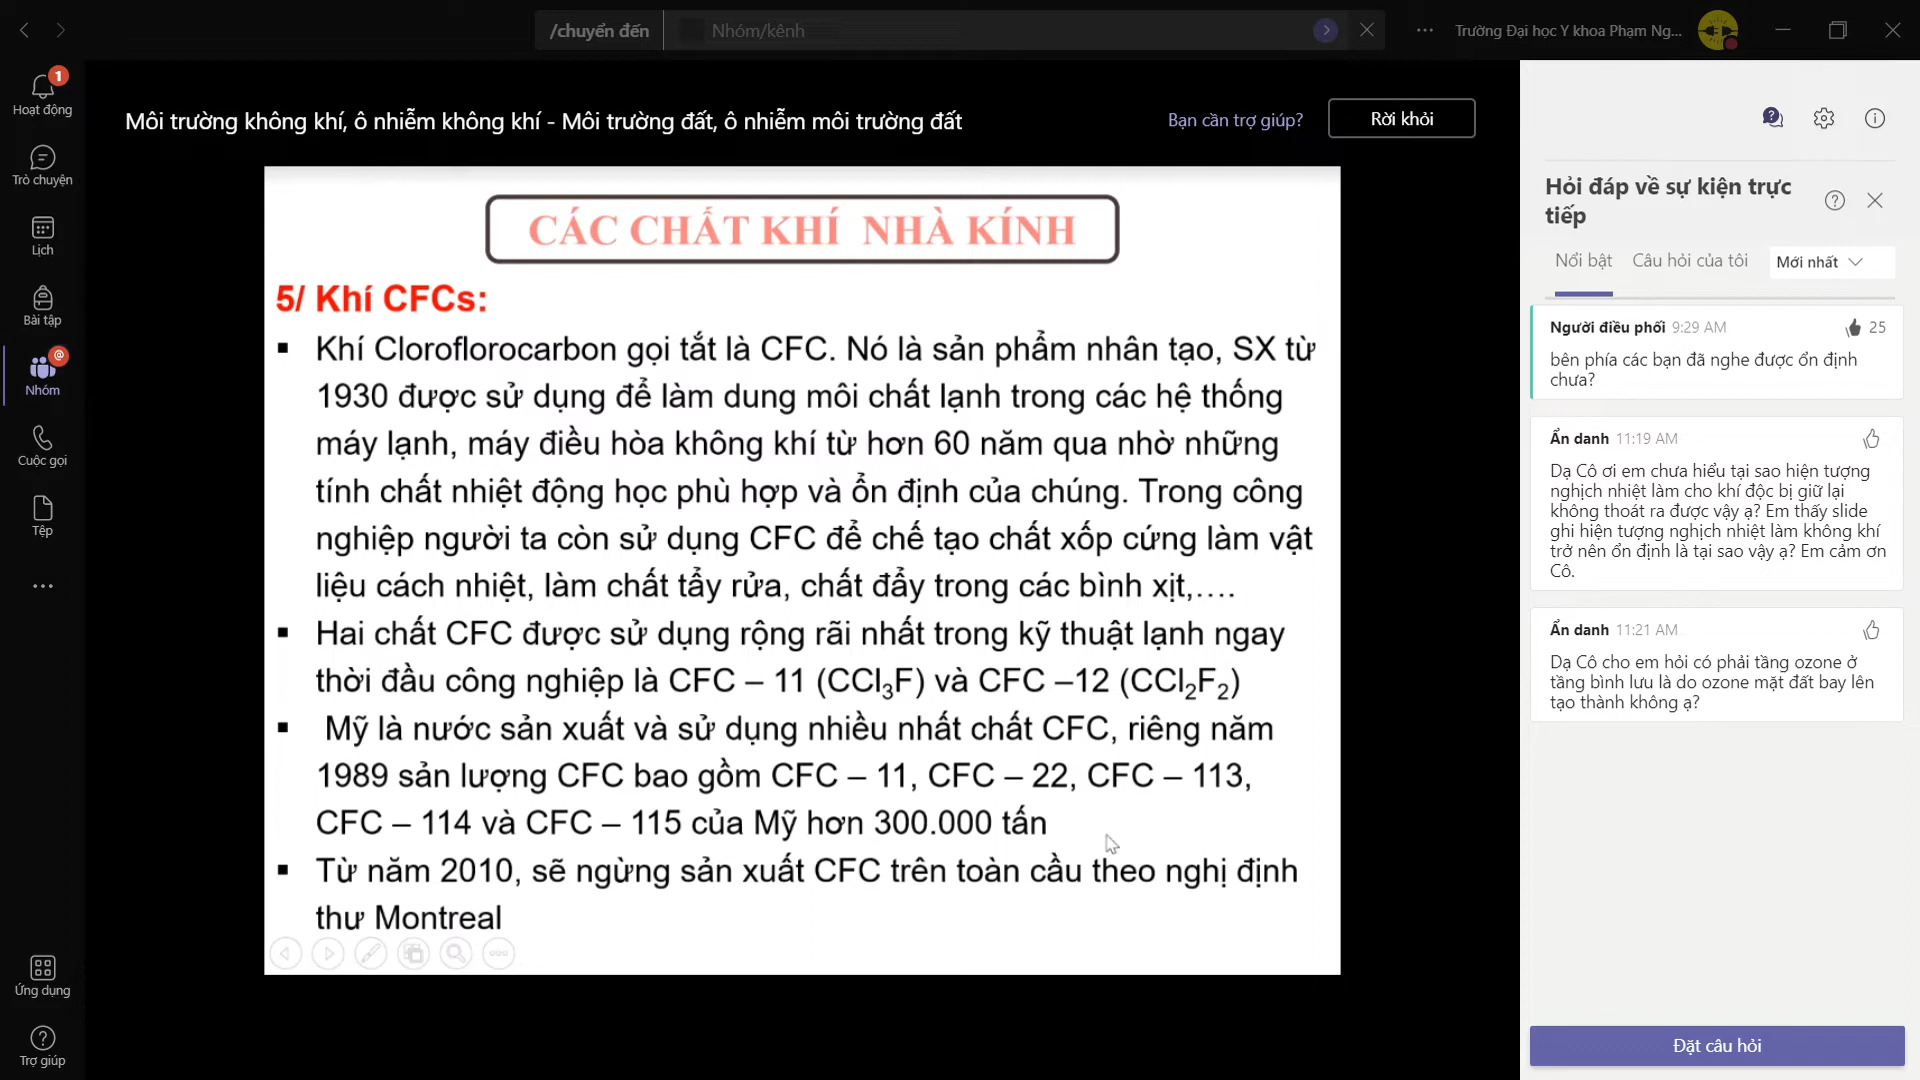 /chuyển đến
Nhóm/kênh
Trường Đại học Y khoa Phạm Ng...
1
Hoạt động
Trò chuyện
Lịch
Bài tập
@
Nhóm
Cuộc gọi
Tệp
Ứng dụng
Trợ giúp
Môi trường không khí, ô nhiễm không khí - Môi trường đất, ô nhiễm môi trường đất
Bạn cần trợ giúp?
Rời khỏi
CÁC CHẤT KHÍ NHÀ KÍNH
5/ Khí CFCs:
▪ Khí Cloroflorocarbon gọi tắt là CFC. Nó là sản phẩm nhân tạo, SX từ
1930 được sử dụng để làm dung môi chất lạnh trong các hệ thống
máy lạnh, máy điều hòa không khí từ hơn 60 năm qua nhờ những
tính chất nhiệt động học phù hợp và ổn định của chúng. Trong công
nghiệp người ta còn sử dụng CFC để chế tạo chất xốp cứng làm vật
liệu cách nhiệt, làm chất tẩy rửa, chất đẩy trong các bình xịt,….
▪ Hai chất CFC được sử dụng rộng rãi nhất trong kỹ thuật lạnh ngay
thời đầu công nghiệp là CFC – 11 (CCl₃F) và CFC –12 (CCl₂F₂)
▪ Mỹ là nước sản xuất và sử dụng nhiều nhất chất CFC, riêng năm
1989 sản lượng CFC bao gồm CFC – 11, CFC – 22, CFC – 113,
CFC – 114 và CFC – 115 của Mỹ hơn 300.000 tấn
▪ Từ năm 2010, sẽ ngừng sản xuất CFC trên toàn cầu theo nghị định
thư Montreal
Hỏi đáp về sự kiện trực
tiếp
Nổi bật
Câu hỏi của tôi
Mới nhất
Người điều phối 9:29 AM 25
bên phía các bạn đã nghe được ổn định
chưa?
Ẩn danh 11:19 AM
Dạ Cô ơi em chưa hiểu tại sao hiện tượng
nghịch nhiệt làm cho khí độc bị giữ lại
không thoát ra được vậy ạ? Em thấy slide
ghi hiện tượng nghịch nhiệt làm không khí
trở nên ổn định là tại sao vậy ạ? Em cảm ơn
Cô.
Ẩn danh 11:21 AM
Dạ Cô cho em hỏi có phải tầng ozone ở
tầng bình lưu là do ozone mặt đất bay lên
tạo thành không ạ?
Đặt câu hỏi